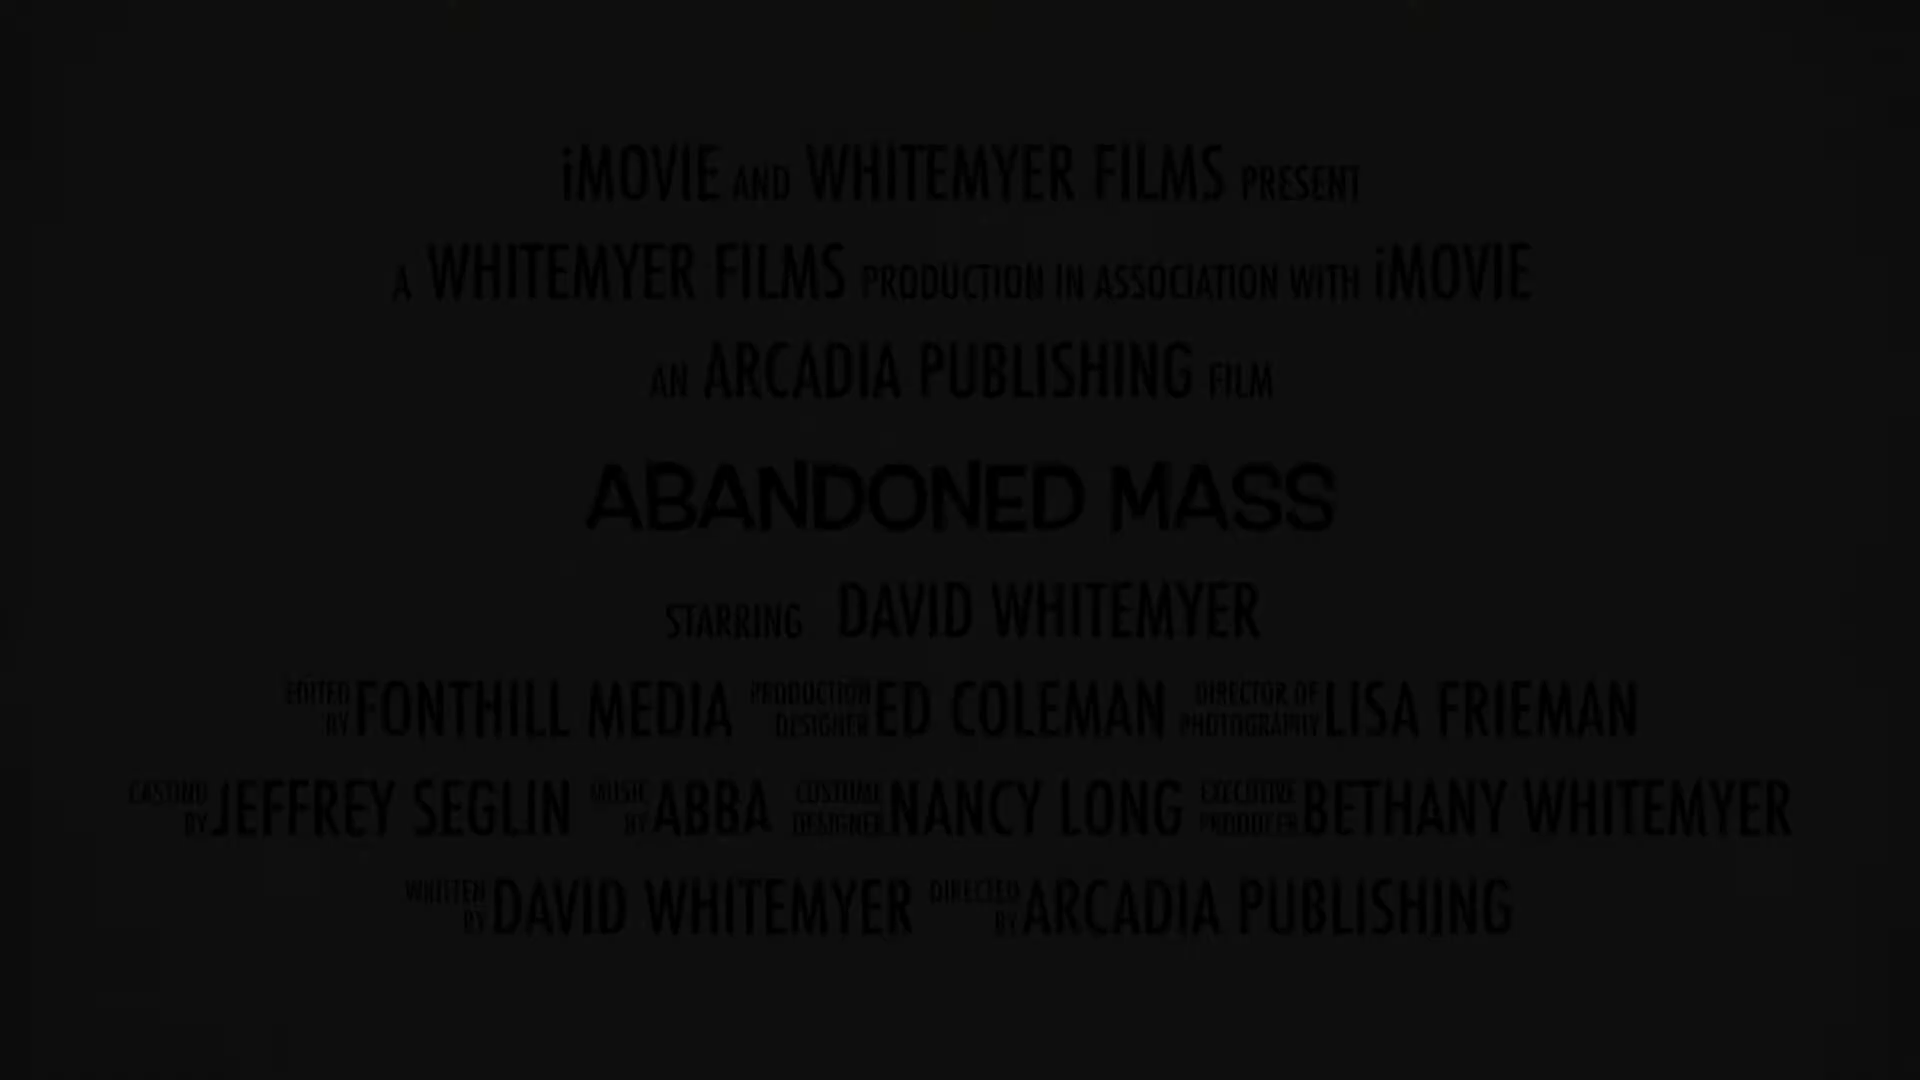 iMOVIE AND WHITEMYER FILMS PRESENT
A WHITEMYER FILMS PRODUCTION IN ASSOCIATION WITH iMOVIE
AN ARCADIA PUBLISHING FILM
ABANDONED MASS
STARRING DAVID WHITEMYER
EDITED BY FONTHILL MEDIA PRODUCTION DESIGNER ED COLEMAN DIRECTOR OF PHOTOGRAPHY LISA FRIEMAN
CASTING BY JEFFREY SEGLIN MUSIC BY ABBA COSTUME DESIGNER NANCY LONG EXECUTIVE PRODUCER BETHANY WHITEMYER
WRITTEN BY DAVID WHITEMYER DIRECTED BY ARCADIA PUBLISHING